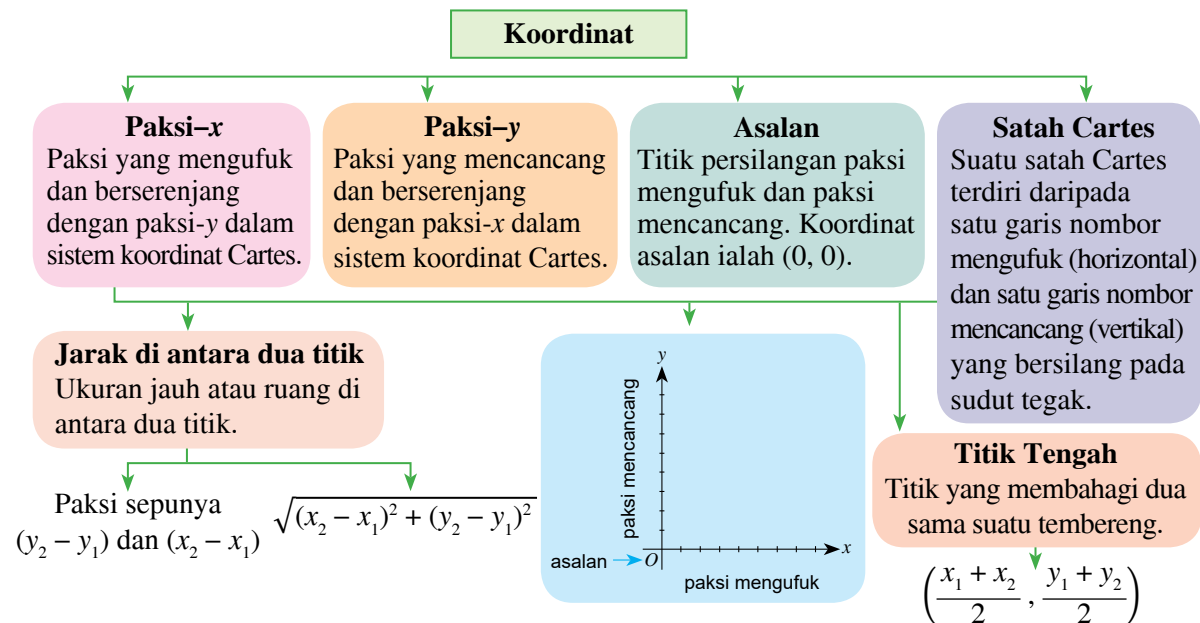 Koordinat
Paksi–x
Paksi yang mengufuk
dan berserenjang
dengan paksi-y dalam
sistem koordinat Cartes.
Paksi–y
Paksi yang mencancang
dan berserenjang
dengan paksi-x dalam
sistem koordinat Cartes.
Asalan
Titik persilangan paksi
mengufuk dan paksi
mencancang. Koordinat
asalan ialah (0, 0).
Satah Cartes
Suatu satah Cartes
terdiri daripada
satu garis nombor
mengufuk (horizontal)
dan satu garis nombor
mencancang (vertikal)
yang bersilang pada
sudut tegak.
Jarak di antara dua titik
Ukuran jauh atau ruang di
antara dua titik.
Paksi sepunya
(y₂ – y₁) dan (x₂ – x₁)
√((x₂ – x₁)² + (y₂ – y₁)²)
y
paksi mencancang
x
asalan O
paksi mengufuk
Titik Tengah
Titik yang membahagi dua
sama suatu tembereng.
((x₁ + x₂)/2 , (y₁ + y₂)/2)